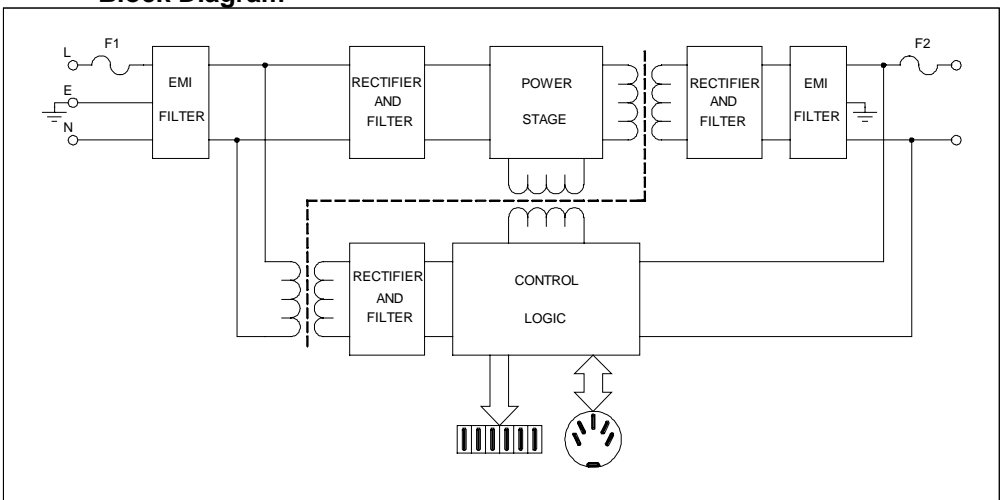 Block Diagram
L
F1
E
N
EMI
FILTER
RECTIFIER
AND
FILTER
POWER
STAGE
RECTIFIER
AND
FILTER
EMI
FILTER
F2
RECTIFIER
AND
FILTER
CONTROL
LOGIC